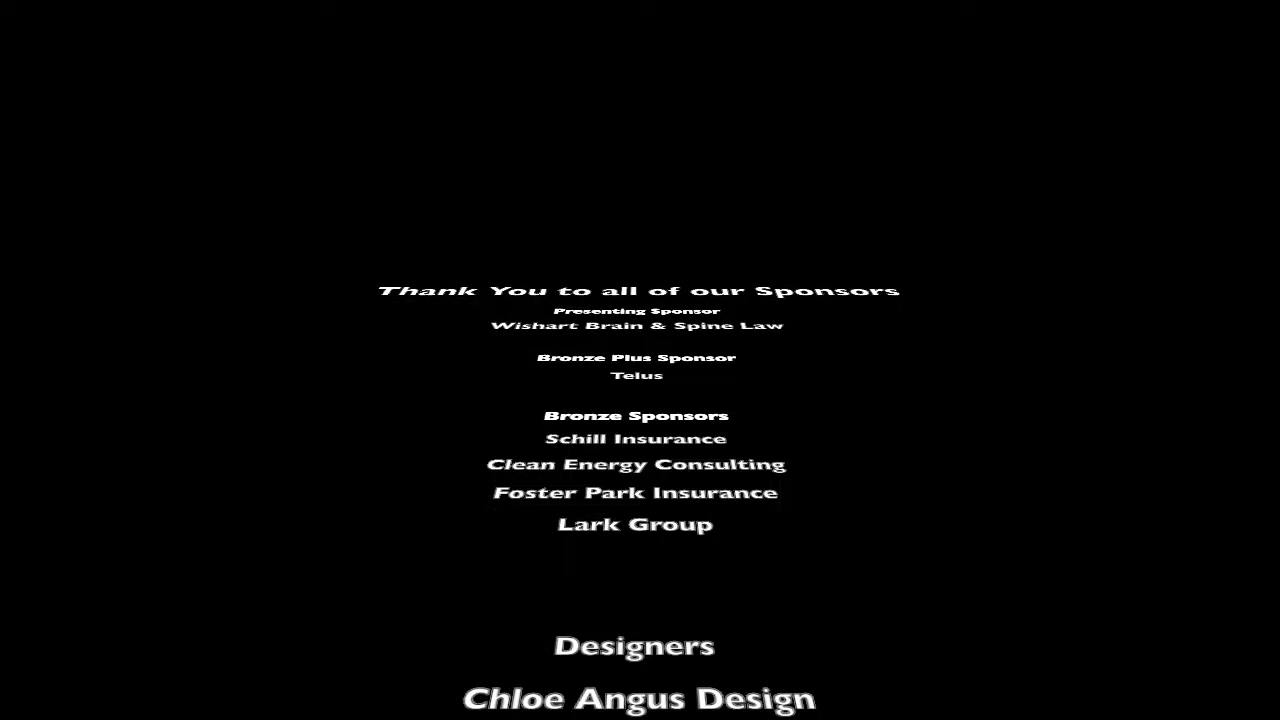 Thank You to all of our Sponsors
Presenting Sponsor
Wishart Brain & Spine Law
Bronze Plus Sponsor
Telus
Bronze Sponsors
Schill Insurance
Clean Energy Consulting
Foster Park Insurance
Lark Group
Designers
Chloe Angus Design